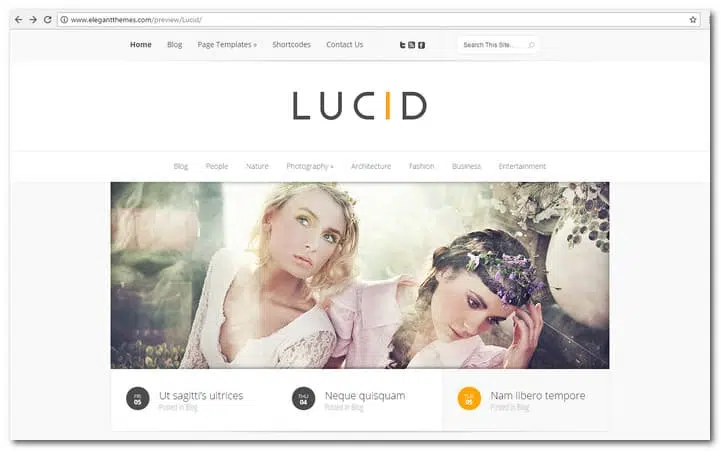 www.elegantthemes.com/preview/Lucid/
Home Blog Page Templates » Shortcodes Contact Us Search This Site...
LUCID
Blog People Nature Photography » Architecture Fashion Business Entertainment
FRI 05 Ut sagittis ultrices THU 04 Neque quisquam TUE 05 Nam libero tempore
Posted in Blog Posted in Blog Posted in Blog